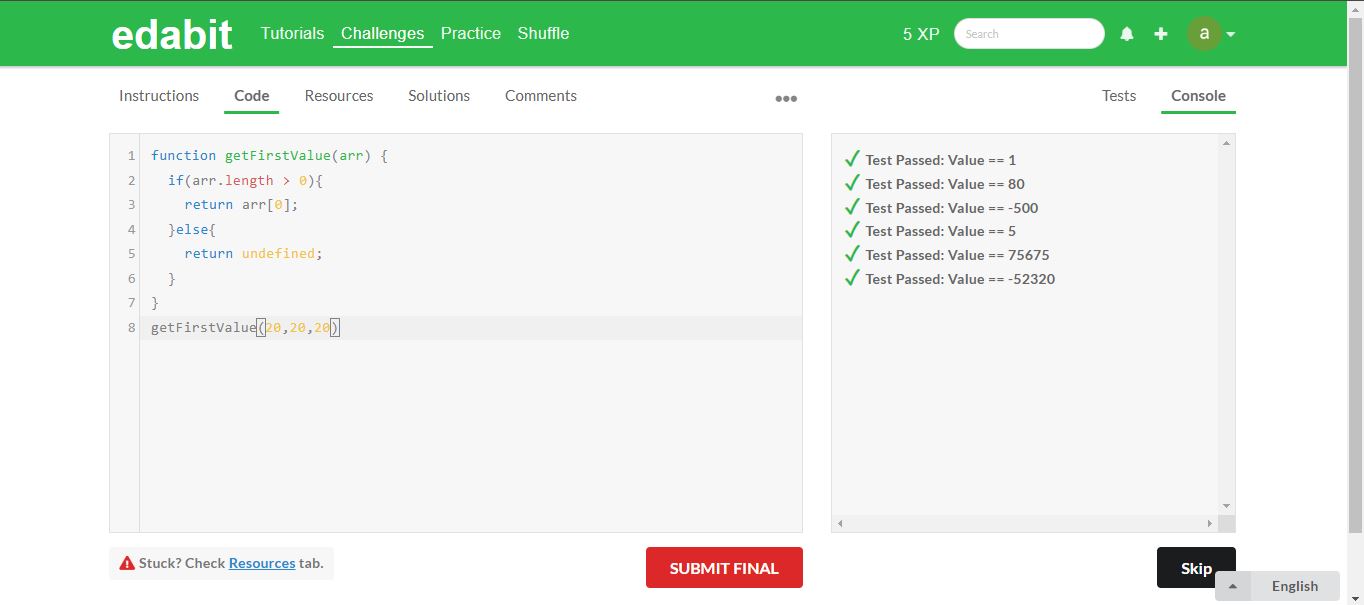 edabit Tutorials Challenges Practice Shuffle 5 XP Search a
Instructions Code Resources Solutions Comments ••• Tests Console
1 function getFirstValue(arr) {
2 if(arr.length > 0){
3 return arr[0];
4 }else{
5 return undefined;
6 }
7 }
8 getFirstValue(20,20,20)
Test Passed: Value == 1
Test Passed: Value == 80
Test Passed: Value == -500
Test Passed: Value == 5
Test Passed: Value == 75675
Test Passed: Value == -52320
Stuck? Check Resources tab.
SUBMIT FINAL
Skip
English